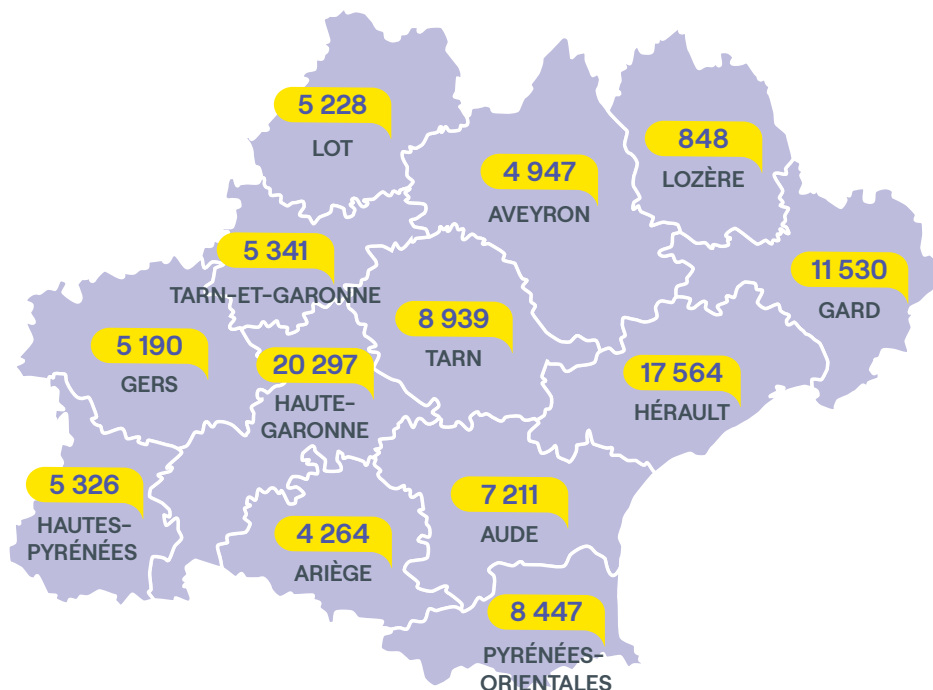 5 228
LOT
848
LOZÈRE
4 947
AVEYRON
5 341
TARN-ET-GARONNE
11 530
GARD
8 939
TARN
5 190
GERS
20 297
HAUTE-
GARONNE
17 564
HÉRAULT
5 326
HAUTES-
PYRÉNÉES
7 211
AUDE
4 264
ARIÈGE
8 447
PYRÉNÉES-
ORIENTALES